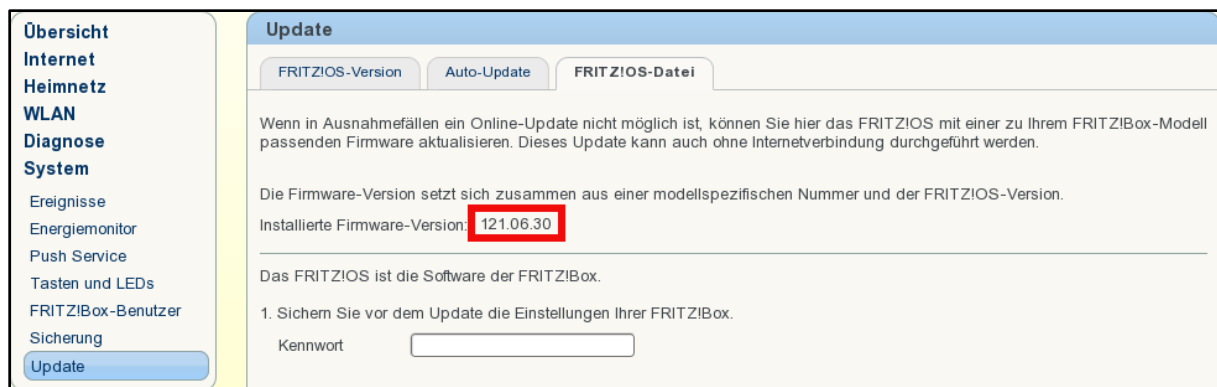 Übersicht
Internet
Heimnetz
WLAN
Diagnose
System
Ereignisse
Energiemonitor
Push Service
Tasten und LEDs
FRITZ!Box-Benutzer
Sicherung
Update
Update
FRITZ!OS-Version
Auto-Update
FRITZ!OS-Datei
Wenn in Ausnahmefällen ein Online-Update nicht möglich ist, können Sie hier das FRITZ!OS mit einer zu Ihrem FRITZ!Box-Modell
passenden Firmware aktualisieren. Dieses Update kann auch ohne Internetverbindung durchgeführt werden.
Die Firmware-Version setzt sich zusammen aus einer modellspezifischen Nummer und der FRITZ!OS-Version.
Installierte Firmware-Version: 121.06.30
Das FRITZ!OS ist die Software der FRITZ!Box.
1. Sichern Sie vor dem Update die Einstellungen Ihrer FRITZ!Box.
Kennwort